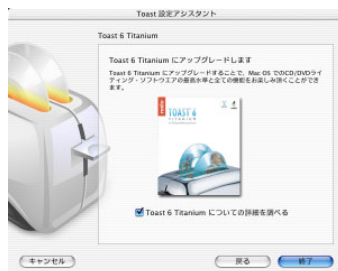 Toast 設定アシスタント
Toast 6 Titanium
Toast 6 Titanium にアップグレードします
Toast 6 Titanium にアップグレードすることで、Mac OS でのCD/DVDライ
ティング・ソフトウエアの最高水準と全ての機能をお楽しみ頂くことができ
ます。
roxio
TOAST 6
TITANIUM
Toast 6 Titanium についての詳細を調べる
キャンセル
戻る
終了